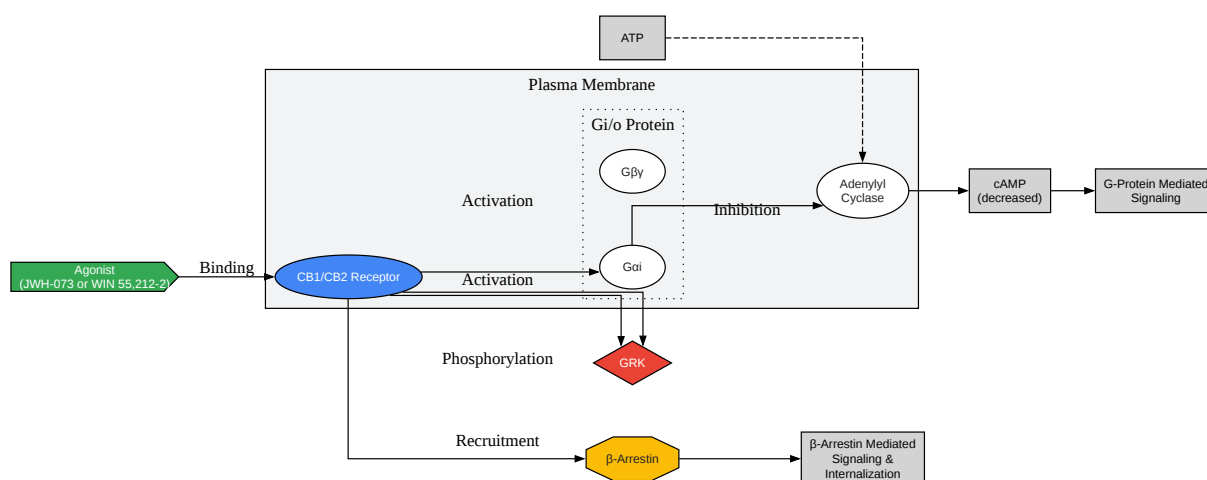 ATP
Plasma Membrane
Gi/o Protein
Gβγ
Adenylyl
Cyclase
cAMP
(decreased)
G-Protein Mediated
Signaling
Activation
Inhibition
Binding
Agonist
(JWH-073 or WIN 55,212-2)
CB1/CB2 Receptor
Gαi
Activation
Phosphorylation
GRK
Recruitment
β-Arrestin
β-Arrestin Mediated
Signaling &
Internalization